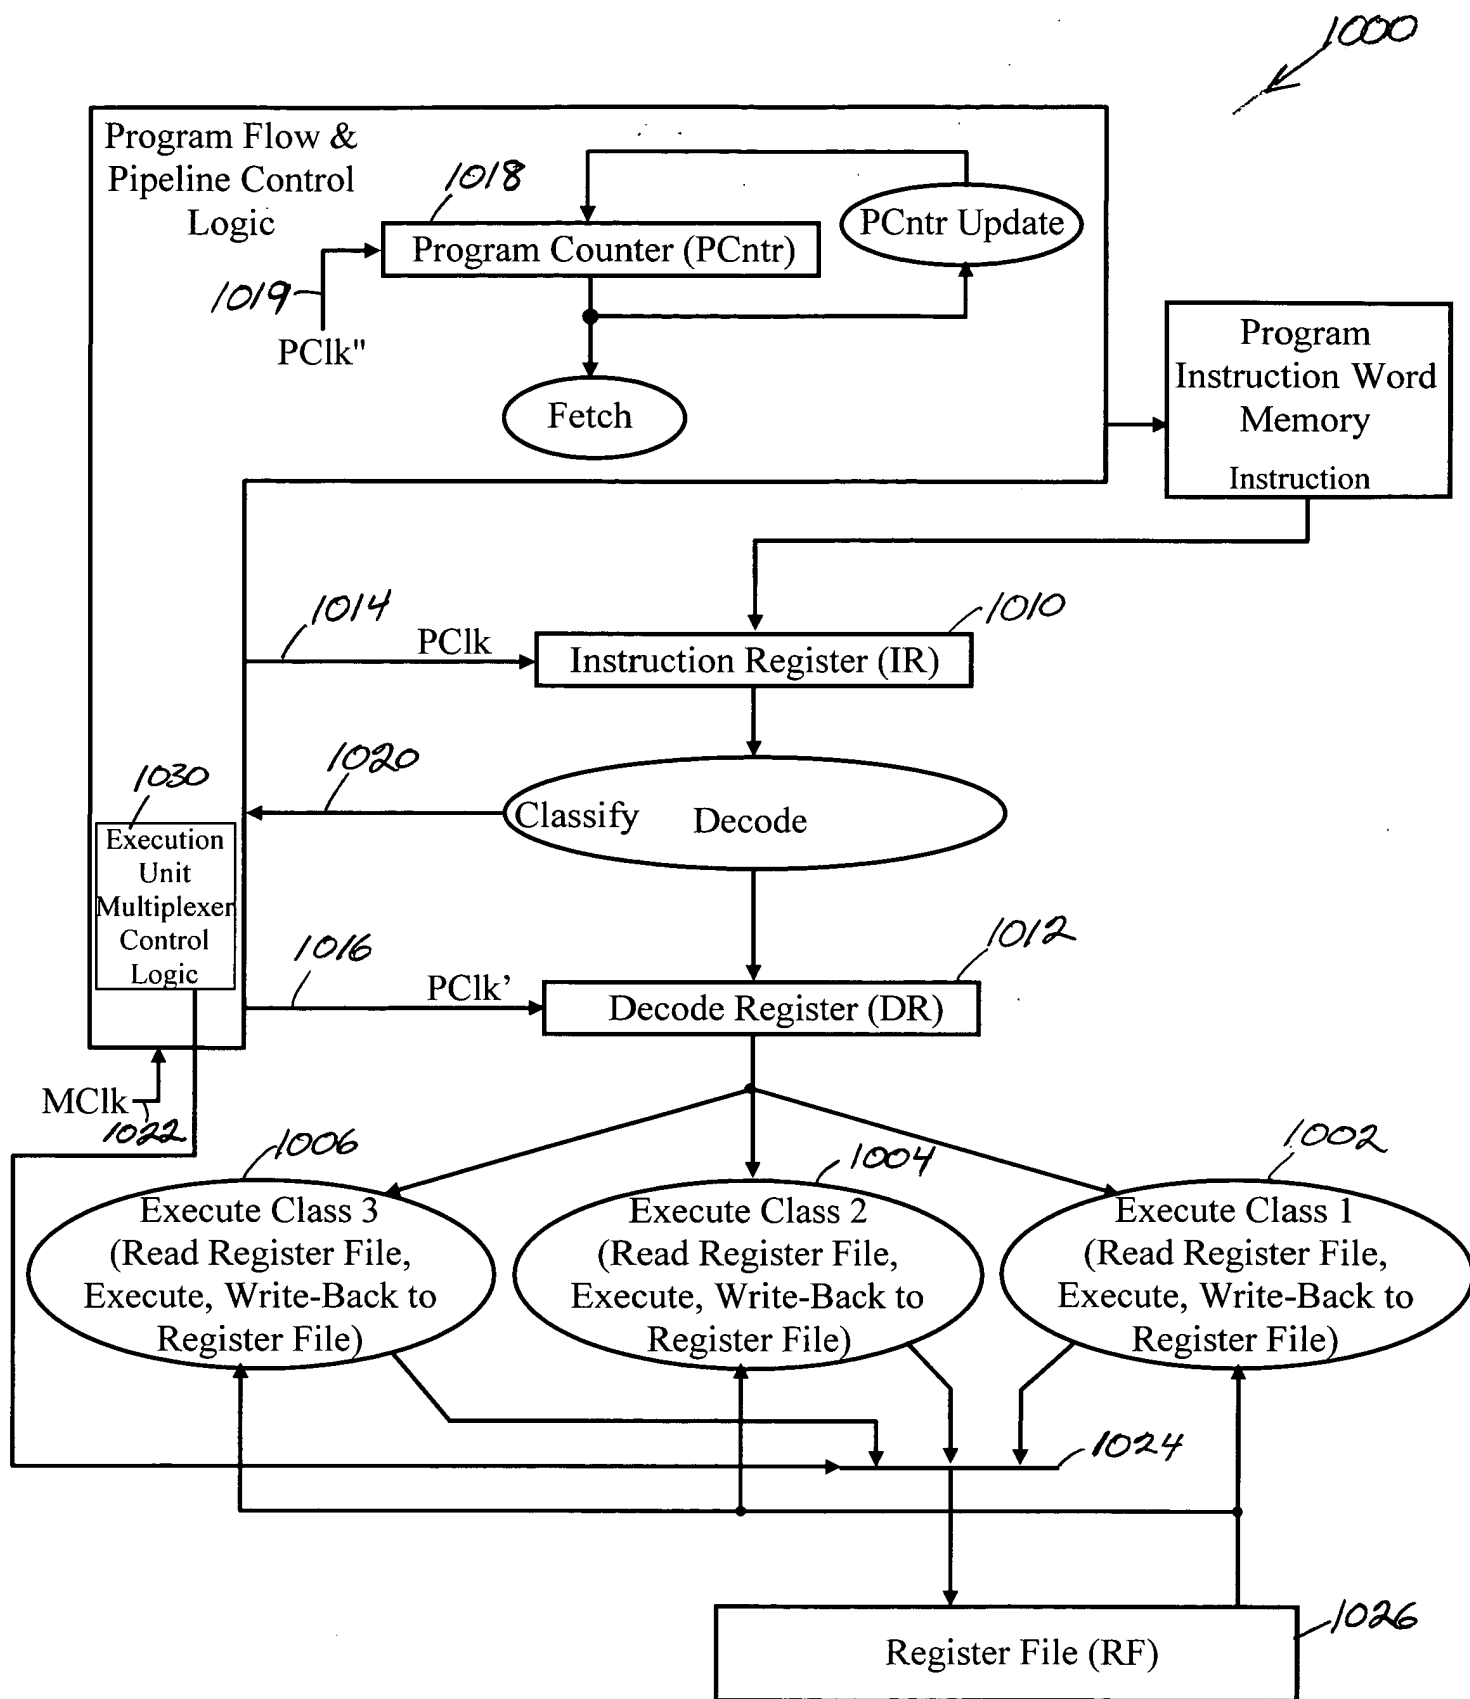 1000
Program Flow &
Pipeline Control
Logic
1018
Program Counter (PCntr)
PCntr Update
1019
PClk"
Fetch
Program
Instruction Word
Memory
Instruction
1014
PClk
1010
Instruction Register (IR)
1020
Classify Decode
1030
Execution
Unit
Multiplexer
Control
Logic
1016
PClk’
1012
Decode Register (DR)
MClk
1022
1006
Execute Class 3
(Read Register File,
Execute, Write-Back to
Register File)
1004
Execute Class 2
(Read Register File,
Execute, Write-Back to
Register File)
1002
Execute Class 1
(Read Register File,
Execute, Write-Back to
Register File)
1024
1026
Register File (RF)